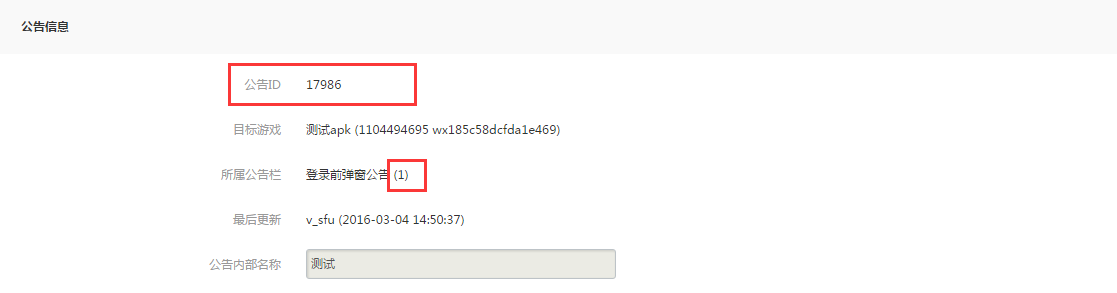 公告信息
公告ID 17986
目标游戏 测试apk (1104494695 wx185c58dcfda1e469)
所属公告栏 登录前弹窗公告 (1)
最后更新 v_sfu (2016-03-04 14:50:37)
公告内部名称 测试